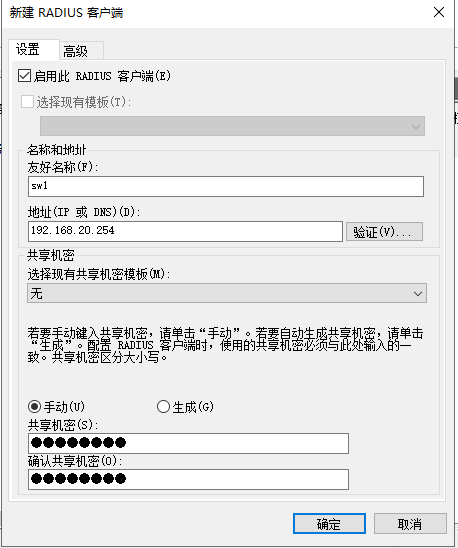 新建 RADIUS 客户端
设置
高级
启用此 RADIUS 客户端(E)
选择现有模板(T):
名称和地址
友好名称(F):
sw1
地址(IP 或 DNS)(D):
192.168.20.254
验证(V)...
共享机密
选择现有共享机密模板(M):
无
若要手动键入共享机密，请单击“手动”。若要自动生成共享机密，请单击
“生成”。配置 RADIUS 客户端时，使用的共享机密必须与此处输入的一
致。共享机密区分大小写。
手动(U)
生成(G)
共享机密(S):
●●●●●●●●
确认共享机密(O):
●●●●●●●●
确定
取消